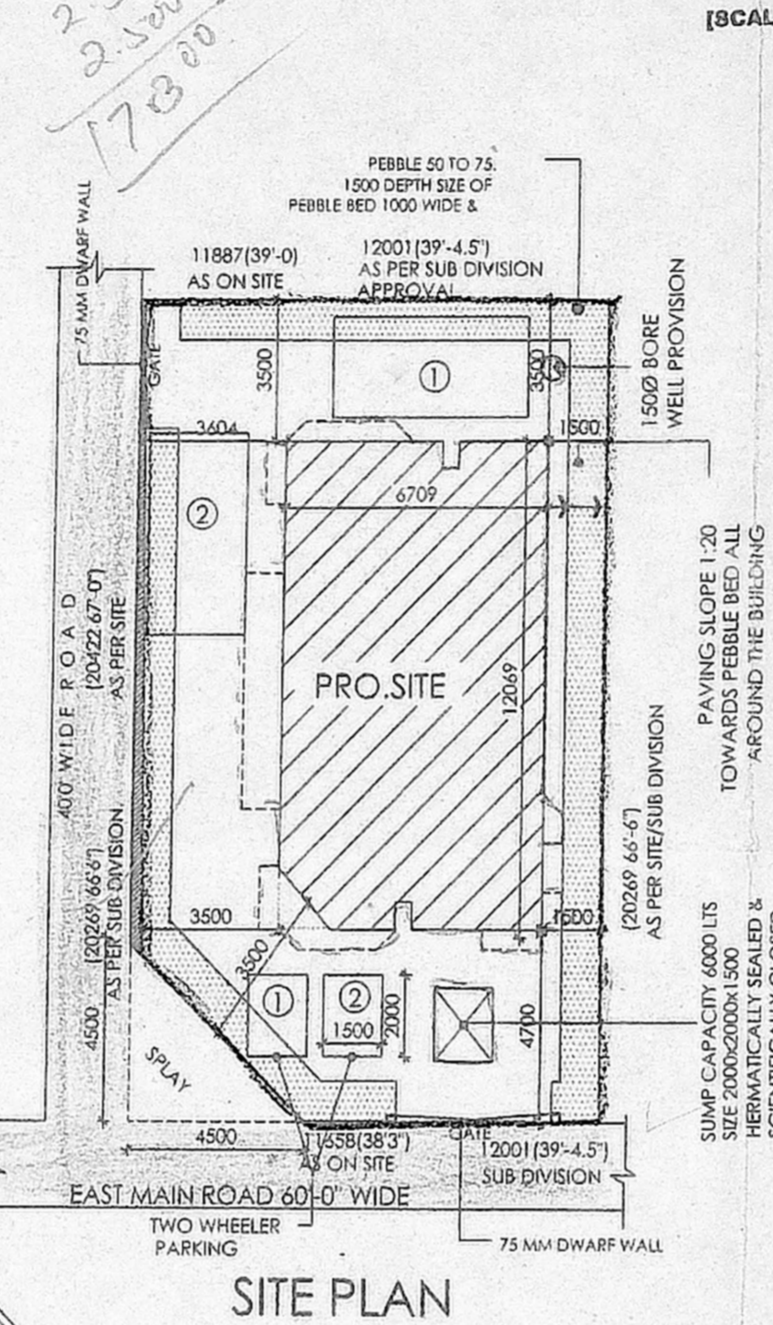 [SCAL
2.500
17300
PEBBLE 50 TO 75.
1500 DEPTH SIZE OF
PEBBLE BED 1000 WIDE &
75 MM DWARF WALL
11887(39'-0)
AS ON SITE
12001(39'-4.5")
AS PER SUB DIVISION
APPROVAL
GATE
3500
1
3500
150Ø BORE
WELL PROVISION
3604
1500
6709
2
PAVING SLOPE 1:20
TOWARDS PEBBLE BED ALL
AROUND THE BUILDING
40'0" WIDE ROAD
(20422 67'-0")
AS PER SITE
PRO.SITE
12069
(20269 66'-6")
AS PER SITE/SUB DIVISION
(20269 66'6")
AS PER SUB DIVISION
3500
1500
3500
4500
1
2
1500
2000
4700
SUMP CAPACITY 6000 LTS
SIZE 2000x2000x1500
HERMATICALLY SEALED &
SPLAY
4500
11658(38'3")
AS ON SITE
GATE
12001(39'-4.5")
SUB DIVISION
EAST MAIN ROAD 60'-0" WIDE
TWO WHEELER
PARKING
75 MM DWARF WALL
SITE PLAN